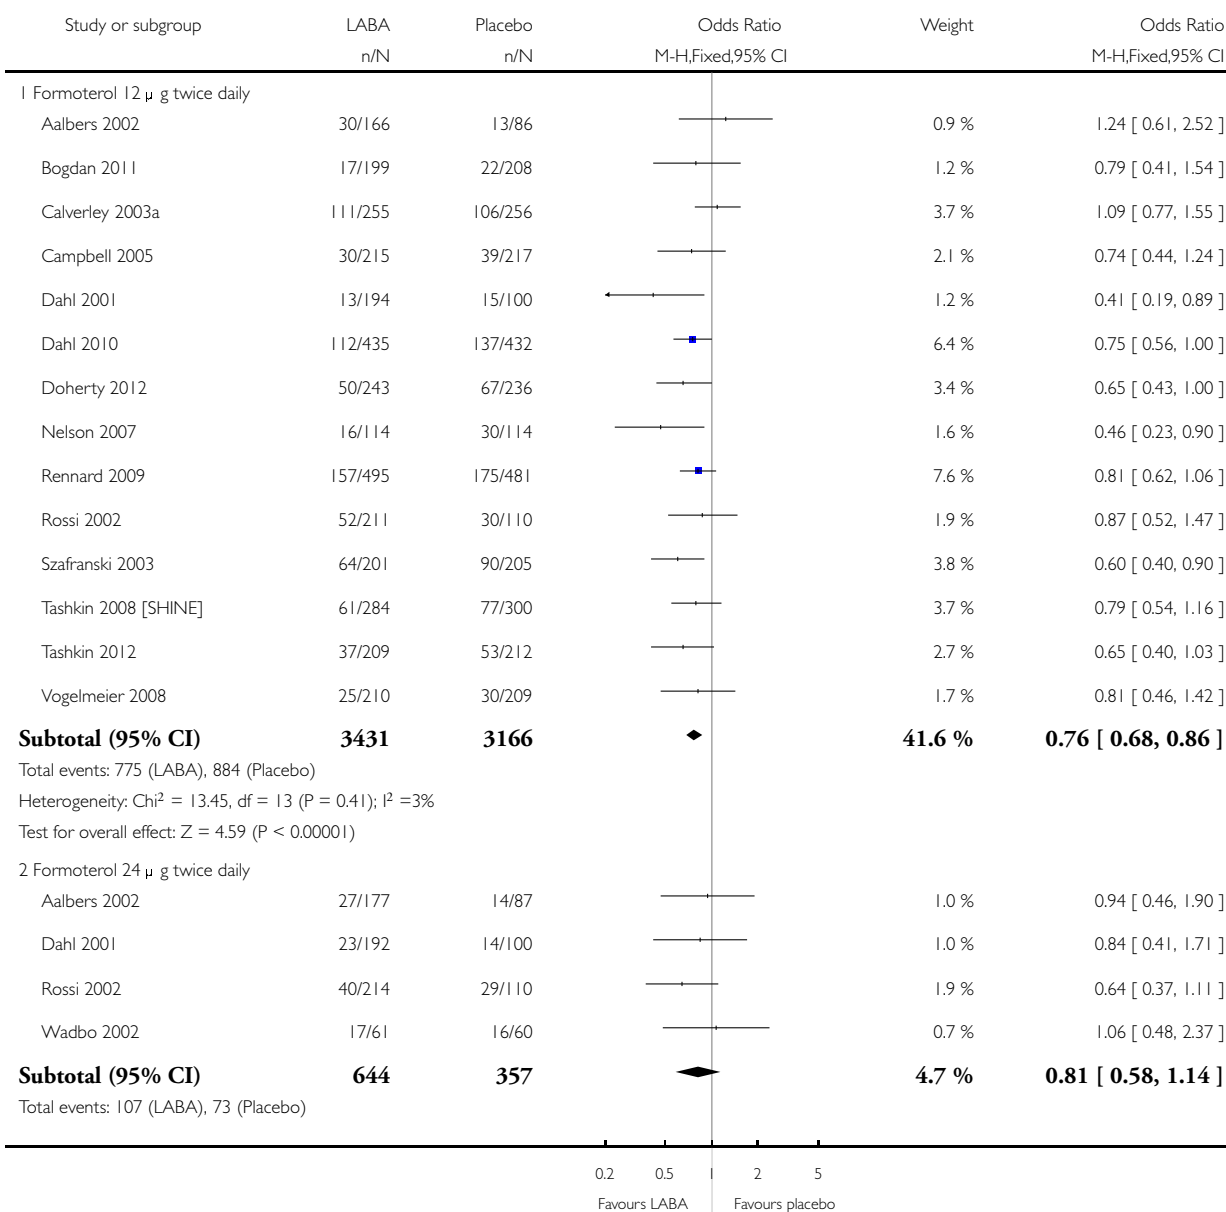 Study or subgroup LABA Placebo Odds Ratio Weight Odds Ratio
n/N n/N M-H,Fixed,95% CI M-H,Fixed,95% CI
1 Formoterol 12 μ g twice daily
Aalbers 2002 30/166 13/86 0.9 % 1.24 [ 0.61, 2.52 ]
Bogdan 2011 17/199 22/208 1.2 % 0.79 [ 0.41, 1.54 ]
Calverley 2003a 111/255 106/256 3.7 % 1.09 [ 0.77, 1.55 ]
Campbell 2005 30/215 39/217 2.1 % 0.74 [ 0.44, 1.24 ]
Dahl 2001 13/194 15/100 1.2 % 0.41 [ 0.19, 0.89 ]
Dahl 2010 112/435 137/432 6.4 % 0.75 [ 0.56, 1.00 ]
Doherty 2012 50/243 67/236 3.4 % 0.65 [ 0.43, 1.00 ]
Nelson 2007 16/114 30/114 1.6 % 0.46 [ 0.23, 0.90 ]
Rennard 2009 157/495 175/481 7.6 % 0.81 [ 0.62, 1.06 ]
Rossi 2002 52/211 30/110 1.9 % 0.87 [ 0.52, 1.47 ]
Szafranski 2003 64/201 90/205 3.8 % 0.60 [ 0.40, 0.90 ]
Tashkin 2008 [SHINE] 61/284 77/300 3.7 % 0.79 [ 0.54, 1.16 ]
Tashkin 2012 37/209 53/212 2.7 % 0.65 [ 0.40, 1.03 ]
Vogelmeier 2008 25/210 30/209 1.7 % 0.81 [ 0.46, 1.42 ]
Subtotal (95% CI) 3431 3166 41.6 % 0.76 [ 0.68, 0.86 ]
Total events: 775 (LABA), 884 (Placebo)
Heterogeneity: Chi² = 13.45, df = 13 (P = 0.41); I² =3%
Test for overall effect: Z = 4.59 (P < 0.00001)
2 Formoterol 24 μ g twice daily
Aalbers 2002 27/177 14/87 1.0 % 0.94 [ 0.46, 1.90 ]
Dahl 2001 23/192 14/100 1.0 % 0.84 [ 0.41, 1.71 ]
Rossi 2002 40/214 29/110 1.9 % 0.64 [ 0.37, 1.11 ]
Wadbo 2002 17/61 16/60 0.7 % 1.06 [ 0.48, 2.37 ]
Subtotal (95% CI) 644 357 4.7 % 0.81 [ 0.58, 1.14 ]
Total events: 107 (LABA), 73 (Placebo)
0.2 0.5 1 2 5
Favours LABA Favours placebo